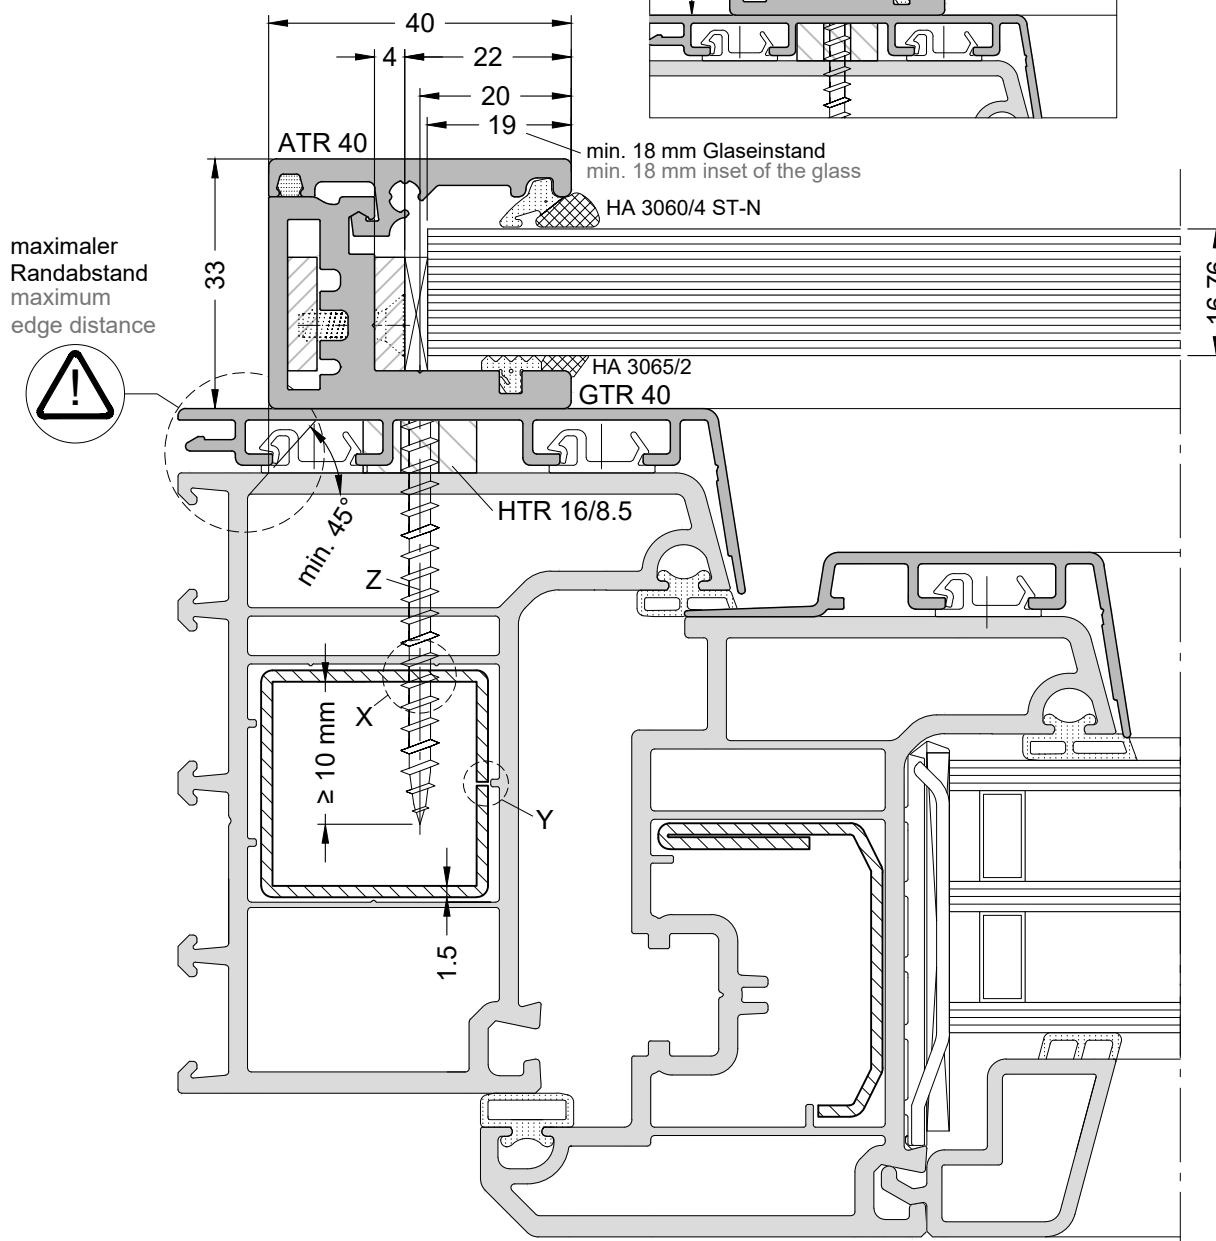 40
4
22
20
19
ATR 40
min. 18 mm Glaseinstand
min. 18 mm inset of the glass
HA 3060/4 ST-N
maximaler
Randabstand
maximum
edge distance
33
16,76
!
HA 3065/2
GTR 40
HTR 16/8.5
min. 45°
Z
X
≥ 10 mm
Y
1.5